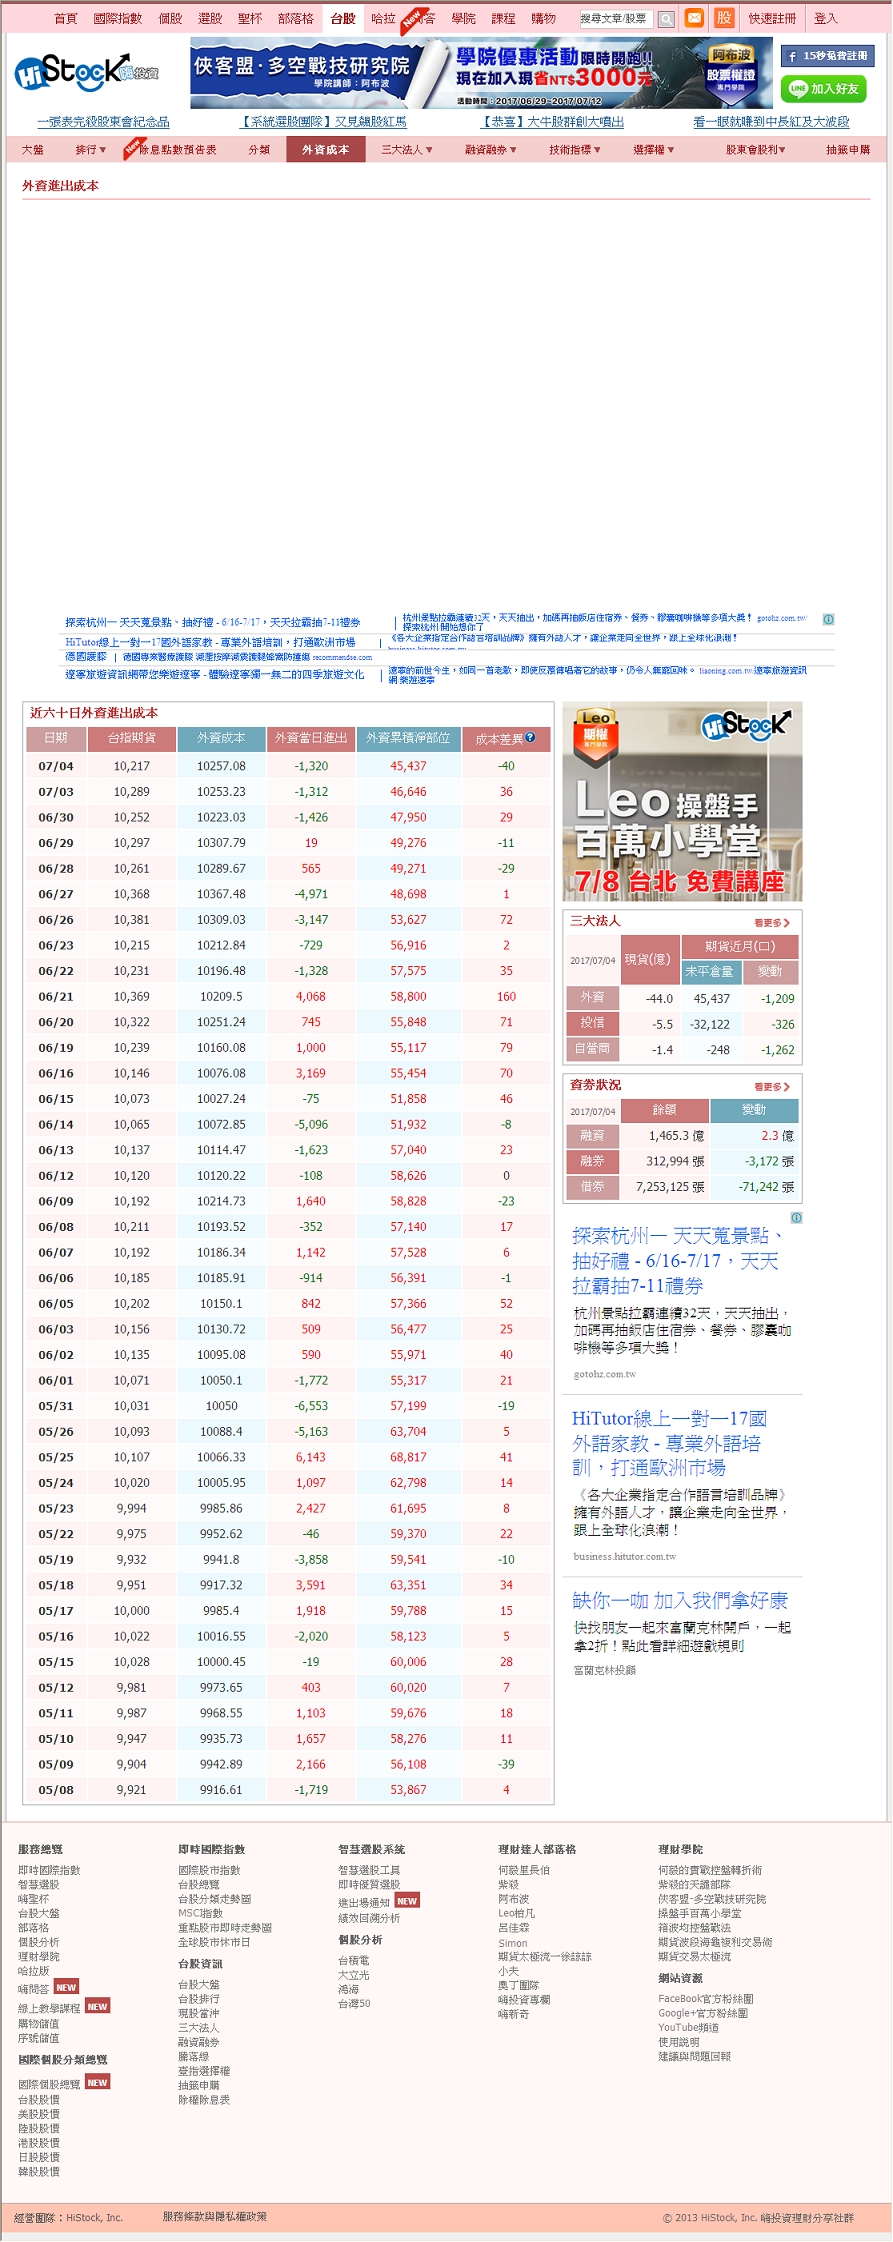 首頁 國際指數 個股 選股 聖杯 部落格 台股 哈拉 New 答 學院 課程 購物 搜尋文章/股票 股 快速註冊 登入
HiStock嗨投資
俠客盟·多空戰技研究院
學院講師：阿布波
學院優惠活動限時開跑!!
現在加入現省NT$3000元
活動時間：2017/06/29~2017/07/12
阿布波
股票權證
專門學院
f 15秒免費註冊
LINE 加入好友
一張表完殺股東會紀念品 【系統選股團隊】又見飆股紅馬 【恭喜】大牛股群創大噴出 看一眼就賺到中長紅及大波段
大盤 排行▼ New 除息點數預告表 分類 外資成本 三大法人▼ 融資融券▼ 技術指標▼ 選擇權▼ 股東會股利▼ 抽籤申購
外資進出成本
探索杭州一 天天蒐景點、抽好禮 - 6/16-7/17，天天拉霸抽7-11禮券
杭州景點拉霸連續32天，天天抽出，加碼再抽飯店住宿券、餐券、膠囊咖啡機等多項大獎！ gotohz.com.tw/
探索杭州 開始想你了
HiTutor線上一對一17國外語家教 - 專業外語培訓，打通歐洲市場
《各大企業指定合作語言培訓品牌》擁有外語人才，讓企業走向全世界，跟上全球化浪潮！
business.hitutor.com.tw
德國護膝 | 德國專業醫療護膝 減壓按摩減震護腿蜂窩防撞條 recommendse.com
遼寧旅遊資訊網帶您樂遊遼寧 - 體驗遼寧獨一無二的四季旅遊文化
遼寧的前世今生，如同一首老歌，即便反覆傳唱著它的故事，仍令人無盡回味。 liaoning.com.tw/遼寧旅遊資訊
網 樂遊遼寧
近六十日外資進出成本
日期 台指期貨 外資成本 外資當日進出 外資累積淨部位 成本差異?
07/04 10,217 10257.08 -1,320 45,437 -40
07/03 10,289 10253.23 -1,312 46,646 36
06/30 10,252 10223.03 -1,426 47,950 29
06/29 10,297 10307.79 19 49,276 -11
06/28 10,261 10289.67 565 49,271 -29
06/27 10,368 10367.48 -4,971 48,698 1
06/26 10,381 10309.03 -3,147 53,627 72
06/23 10,215 10212.84 -729 56,916 2
06/22 10,231 10196.48 -1,328 57,575 35
06/21 10,369 10209.5 4,068 58,800 160
06/20 10,322 10251.24 745 55,848 71
06/19 10,239 10160.08 1,000 55,117 79
06/16 10,146 10076.08 3,169 55,454 70
06/15 10,073 10027.24 -75 51,858 46
06/14 10,065 10072.85 -5,096 51,932 -8
06/13 10,137 10114.47 -1,623 57,040 23
06/12 10,120 10120.22 -108 58,626 0
06/09 10,192 10214.73 1,640 58,828 -23
06/08 10,211 10193.52 -352 57,140 17
06/07 10,192 10186.34 1,142 57,528 6
06/06 10,185 10185.91 -914 56,391 -1
06/05 10,202 10150.1 842 57,366 52
06/03 10,156 10130.72 509 56,477 25
06/02 10,135 10095.08 590 55,971 40
06/01 10,071 10050.1 -1,772 55,317 21
05/31 10,031 10050 -6,553 57,199 -19
05/26 10,093 10088.4 -5,163 63,704 5
05/25 10,107 10066.33 6,143 68,817 41
05/24 10,020 10005.95 1,097 62,798 14
05/23 9,994 9985.86 2,427 61,695 8
05/22 9,975 9952.62 -46 59,370 22
05/19 9,932 9941.8 -3,858 59,541 -10
05/18 9,951 9917.32 3,591 63,351 34
05/17 10,000 9985.4 1,918 59,788 15
05/16 10,022 10016.55 -2,020 58,123 5
05/15 10,028 10000.45 -19 60,006 28
05/12 9,981 9973.65 403 60,020 7
05/11 9,987 9968.55 1,103 59,676 18
05/10 9,947 9935.73 1,657 58,276 11
05/09 9,904 9942.89 2,166 56,108 -39
05/08 9,921 9916.61 -1,719 53,867 4
Leo
期權
專門學院
HiStock
Leo操盤手
百萬小學堂
7/8 台北 免費講座
三大法人 看更多
2017/07/04 現貨(億) 期貨近月(口)
未平倉量 變動
外資 -44.0 45,437 -1,209
投信 -5.5 -32,122 -326
自營商 -1.4 -248 -1,262
資券狀況 看更多
2017/07/04 餘額 變動
融資 1,465.3 億 2.3 億
融券 312,994 張 -3,172 張
借券 7,253,125 張 -71,242 張
探索杭州一 天天蒐景點、
抽好禮 - 6/16-7/17，天天
拉霸抽7-11禮券
杭州景點拉霸連續32天，天天抽出，
加碼再抽飯店住宿券、餐券、膠囊咖
啡機等多項大獎！
gotohz.com.tw
HiTutor線上一對一17國
外語家教 - 專業外語培
訓，打通歐洲市場
《各大企業指定合作語言培訓品牌》
擁有外語人才，讓企業走向全世界，
跟上全球化浪潮！
business.hitutor.com.tw
缺你一咖 加入我們拿好康
快找朋友一起來富蘭克林開戶，一起
拿2折！點此看詳細遊戲規則
富蘭克林投顧
服務總覽
即時國際指數
智慧選股
嗨聖杯
台股大盤
部落格
個股分析
理財學院
哈拉版
嗨問答 NEW
線上教學課程 NEW
購物儲值
序號儲值
國際個股分類總覽
國際個股總覽 NEW
台股股價
美股股價
陸股股價
港股股價
日股股價
韓股股價
即時國際指數
國際股市指數
台股總覽
台股分類走勢圖
MSCI指數
重點股市即時走勢圖
全球股市休市日
台股資訊
台股大盤
台股排行
現股當沖
三大法人
融資融券
騰落線
臺指選擇權
抽籤申購
除權除息表
智慧選股系統
智慧選股工具
即時優質選股
進出場通知 NEW
績效回溯分析
個股分析
台積電
大立光
鴻海
台灣50
理財達人部落格
何毅里長伯
紫殺
阿布波
Leo柏凡
呂佳霖
Simon
期貨太極流一徐諒諒
小夫
奧丁團隊
嗨投資專欄
嗨新奇
理財學院
何毅的實戰控盤轉折術
紫殺的天龍部隊
俠客盟-多空戰技研究院
操盤手百萬小學堂
箱波均控盤戰法
期貨波段海龜複利交易術
期貨交易太極流
網站資源
FaceBook官方粉絲團
Google+官方粉絲團
YouTube頻道
使用說明
建議與問題回報
經營團隊：HiStock, Inc. 服務條款與隱私權政策 © 2013 HiStock, Inc. 嗨投資理財分享社群